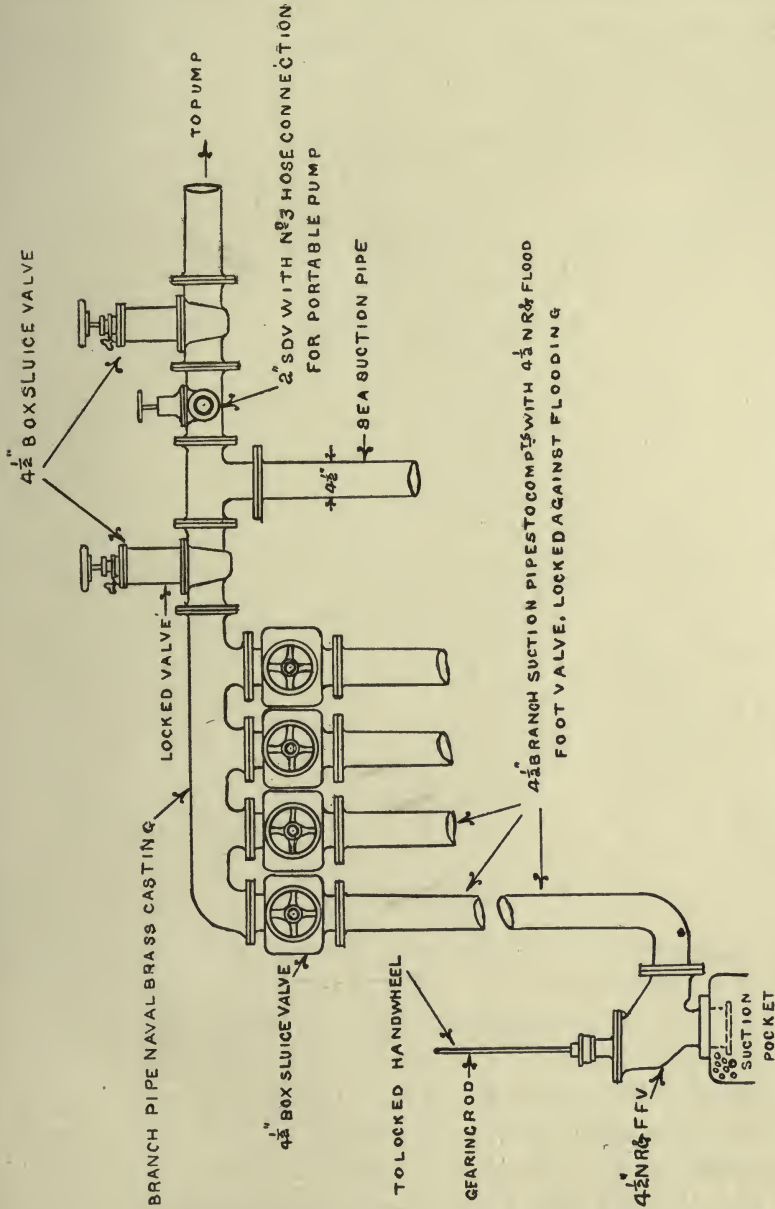 BRANCH PIPE NAVAL BRASS CASTING
LOCKED VALVE
4½" BOX SLUICE VALVE
TO PUMP
2" SDV WITH Nº3 HOSE CONNECTION
FOR PORTABLE PUMP
SEA SUCTION PIPE
4½"
4½" BOX SLUICE VALVE
4½" BRANCH SUCTION PIPES TO COMPTS WITH 4½ NR & FLOOD
FOOT VALVE, LOCKED AGAINST FLOODING
TO LOCKED HANDWHEEL
GEARING ROD
4½" NR & FFV
SUCTION
POCKET